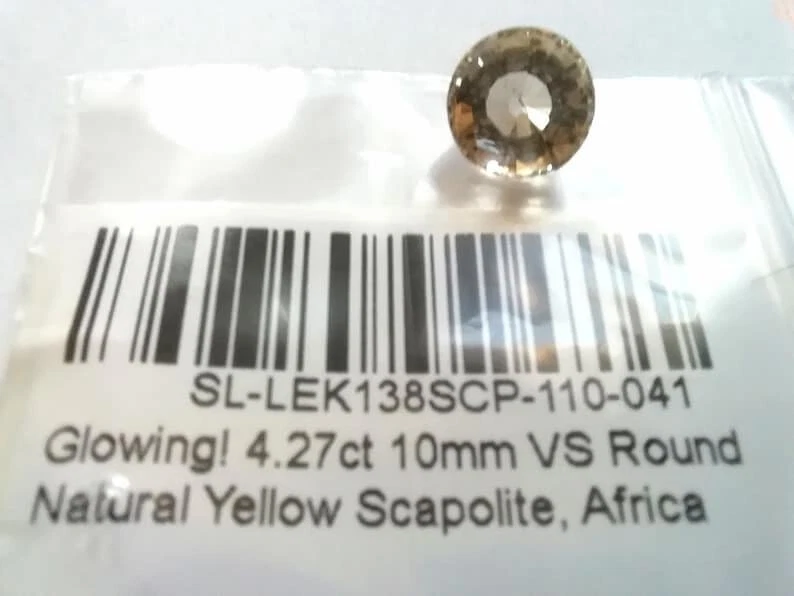 SL-LEK138SCP-110-041
Glowing! 4.27ct 10mm VS Round
Natural Yellow Scapolite, Africa